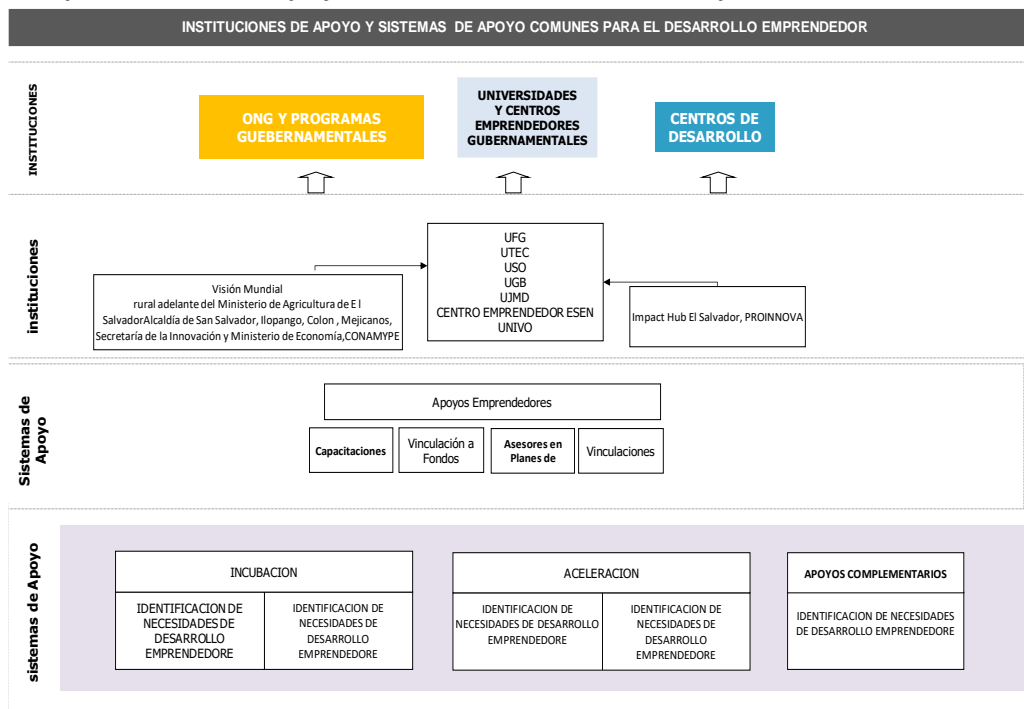 INSTITUCIONES DE APOYO Y SISTEMAS DE APOYO COMUNES PARA EL DESARROLLO EMPRENDEDOR
INSTITUCIONES
ONG Y PROGRAMAS
GUEBERNAMENTALES
UNIVERSIDADES
Y CENTROS
EMPRENDEDORES
GUBERNAMENTALES
CENTROS DE
DESARROLLO
instituciones
Visión Mundial
rural adelante del Ministerio de Agricultura de E l
SalvadorAlcaldía de San Salvador, Ilopango, Colon , Mejicanos,
Secretaría de la Innovación y Ministerio de Economía,CONAMYPE
UFG
UTEC
USO
UGB
UJMD
CENTRO EMPRENDEDOR ESEN
UNIVO
Impact Hub El Salvador, PROINNOVA
Sistemas de
Apoyo
Apoyos Emprendedores
Capacitaciones
Vinculación a
Fondos
Asesores en
Planes de
Vinculaciones
sistemas de Apoyo
INCUBACION
IDENTIFICACION DE
NECESIDADES DE
DESARROLLO
EMPRENDEDORE
IDENTIFICACION DE
NECESIDADES DE
DESARROLLO
EMPRENDEDORE
ACELERACION
IDENTIFICACION DE
NECESIDADES DE DESARROLLO
EMPRENDEDORE
IDENTIFICACION DE
NECESIDADES DE
DESARROLLO
EMPRENDEDORE
APOYOS COMPLEMENTARIOS
IDENTIFICACION DE NECESIDADES
DE DESARROLLO EMPRENDEDORE